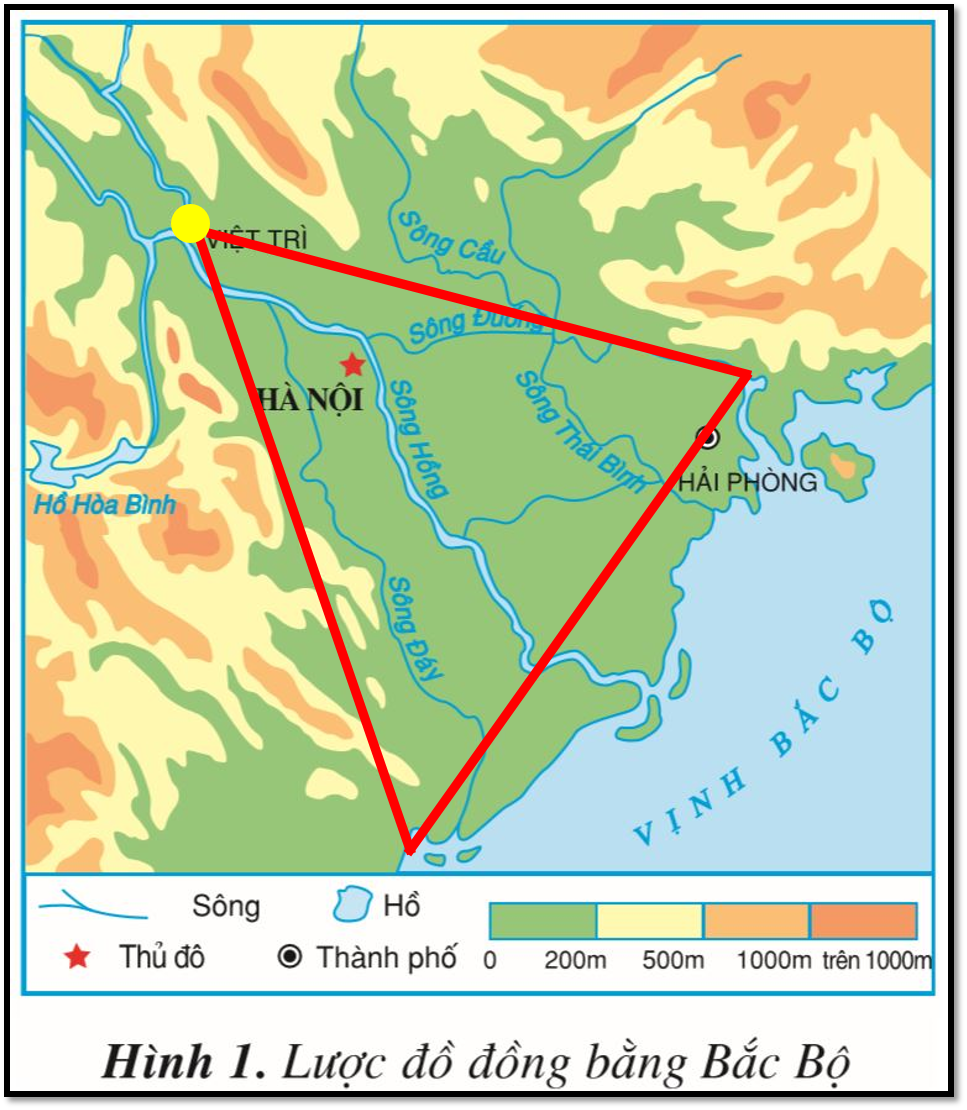 VIỆT TRÌ
Sông Cầu
Sông Đuống
HÀ NỘI
Sông Hồng
Sông Thái Bình
HẢI PHÒNG
Hồ Hòa Bình
Sông Đáy
VỊNH BẮC BỘ
Sông
Hồ
Thủ đô
Thành phố
0 200m 500m 1000m trên 1000m
Hình 1. Lược đồ đồng bằng Bắc Bộ